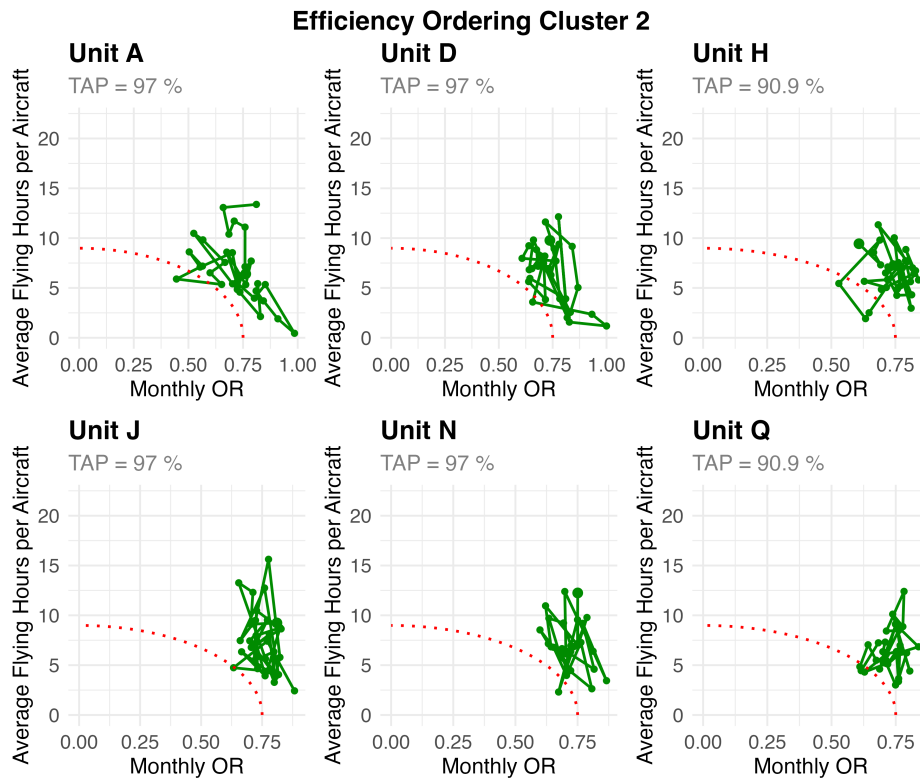 Efficiency Ordering Cluster 2
Unit A
TAP = 97 %
Average Flying Hours per Aircraft
20
15
10
5
0
0.00 0.25 0.50 0.75 1.00
Monthly OR
Unit D
TAP = 97 %
Average Flying Hours per Aircraft
20
15
10
5
0
0.00 0.25 0.50 0.75 1.00
Monthly OR
Unit H
TAP = 90.9 %
Average Flying Hours per Aircraft
20
15
10
5
0
0.00 0.25 0.50 0.75
Monthly OR
Unit J
TAP = 97 %
Average Flying Hours per Aircraft
20
15
10
5
0
0.00 0.25 0.50 0.75
Monthly OR
Unit N
TAP = 97 %
Average Flying Hours per Aircraft
20
15
10
5
0
0.00 0.25 0.50 0.75
Monthly OR
Unit Q
TAP = 90.9 %
Average Flying Hours per Aircraft
20
15
10
5
0
0.00 0.25 0.50 0.75
Monthly OR